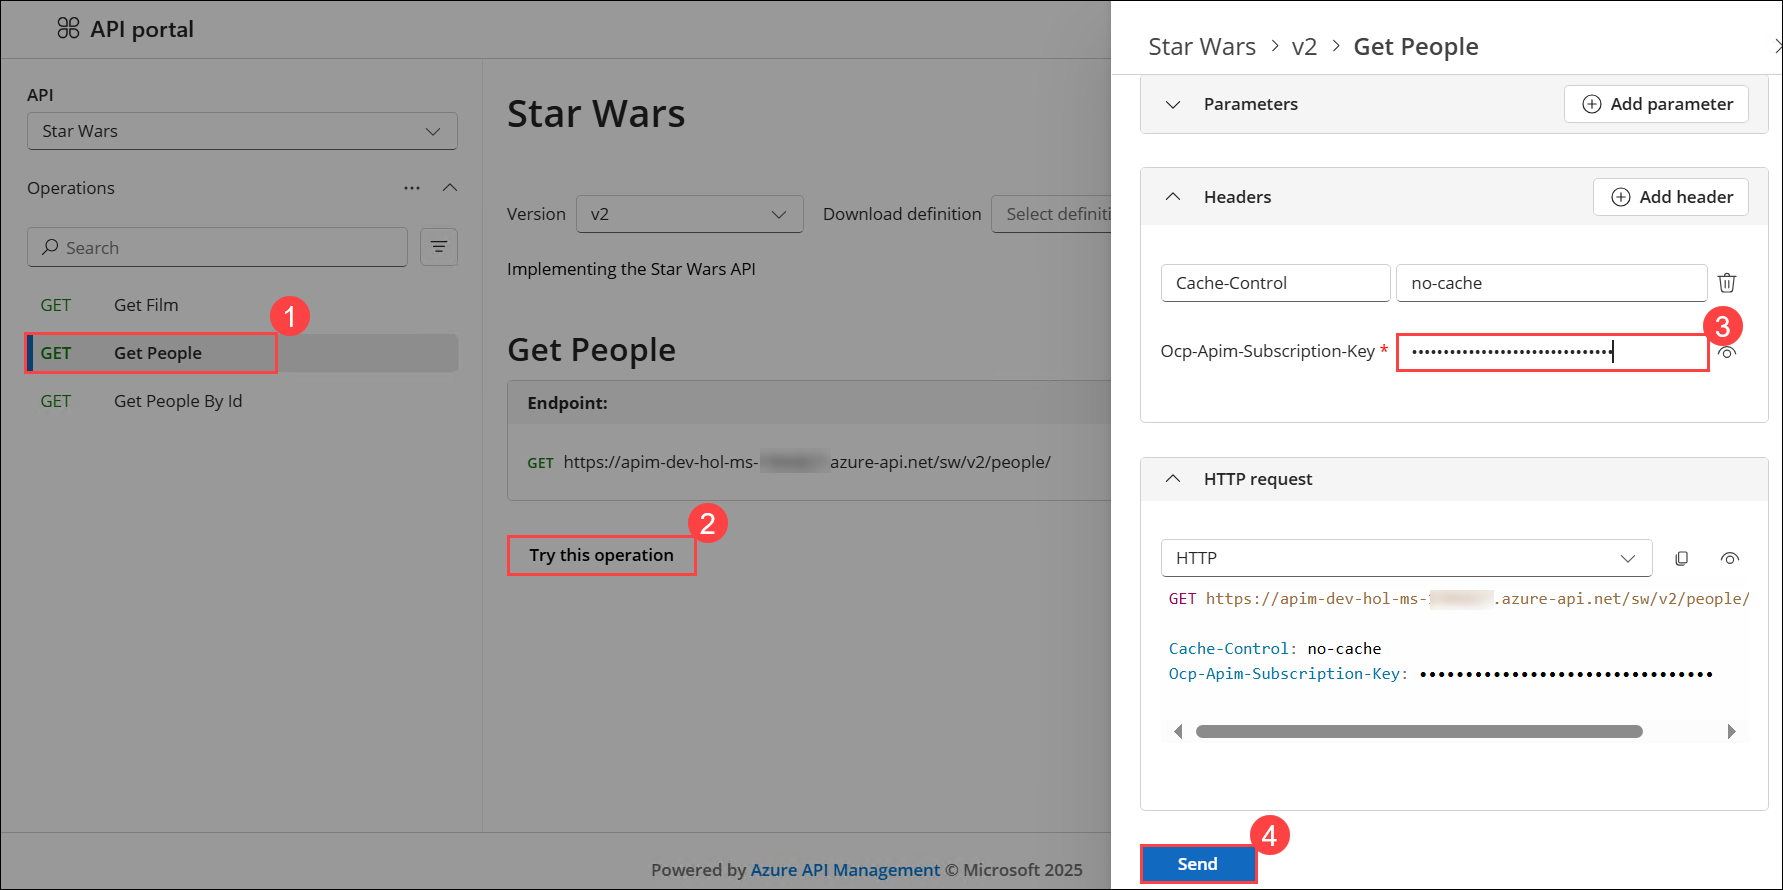 API portal
API
Star Wars
Operations
Search
GET Get Film
1
GET Get People
GET Get People By Id
Star Wars
Version v2 Download definition Select definiti
Implementing the Star Wars API
Get People
Endpoint:
GET https://apim-dev-hol-ms- azure-api.net/sw/v2/people/
2
Try this operation
Powered by Azure API Management © Microsoft 2025
Star Wars > v2 > Get People
Parameters Add parameter
Headers Add header
Cache-Control no-cache
3
Ocp-Apim-Subscription-Key * ••••••••••••••••••••••••••••••••
HTTP request
HTTP
GET https://apim-dev-hol-ms- .azure-api.net/sw/v2/people/
Cache-Control: no-cache
Ocp-Apim-Subscription-Key: ••••••••••••••••••••••••••••••••
4
Send